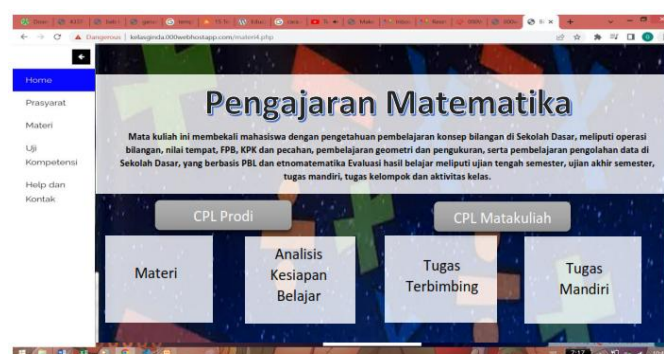 Dangerous | kelasginda.000webhostapp.com/materi4.php
Home
Prasyarat
Materi
Uji
Kompetensi
Help dan
Kontak
Pengajaran Matematika
Mata kuliah ini membekali mahasiswa dengan pengetahuan pembelajaran konsep bilangan di Sekolah Dasar, meliputi operasi
bilangan, nilai tempat, FPB, KPK dan pecahan, pembelajaran geometri dan pengukuran, serta pembelajaran pengolahan data di
Sekolah Dasar, yang berbasis PBL dan etnomatematika Evaluasi hasil belajar meliputi ujian tengah semester, ujian akhir semester,
tugas mandiri, tugas kelompok dan aktivitas kelas.
CPL Prodi
CPL Matakuliah
Materi
Analisis
Kesiapan
Belajar
Tugas
Terbimbing
Tugas
Mandiri
7:17